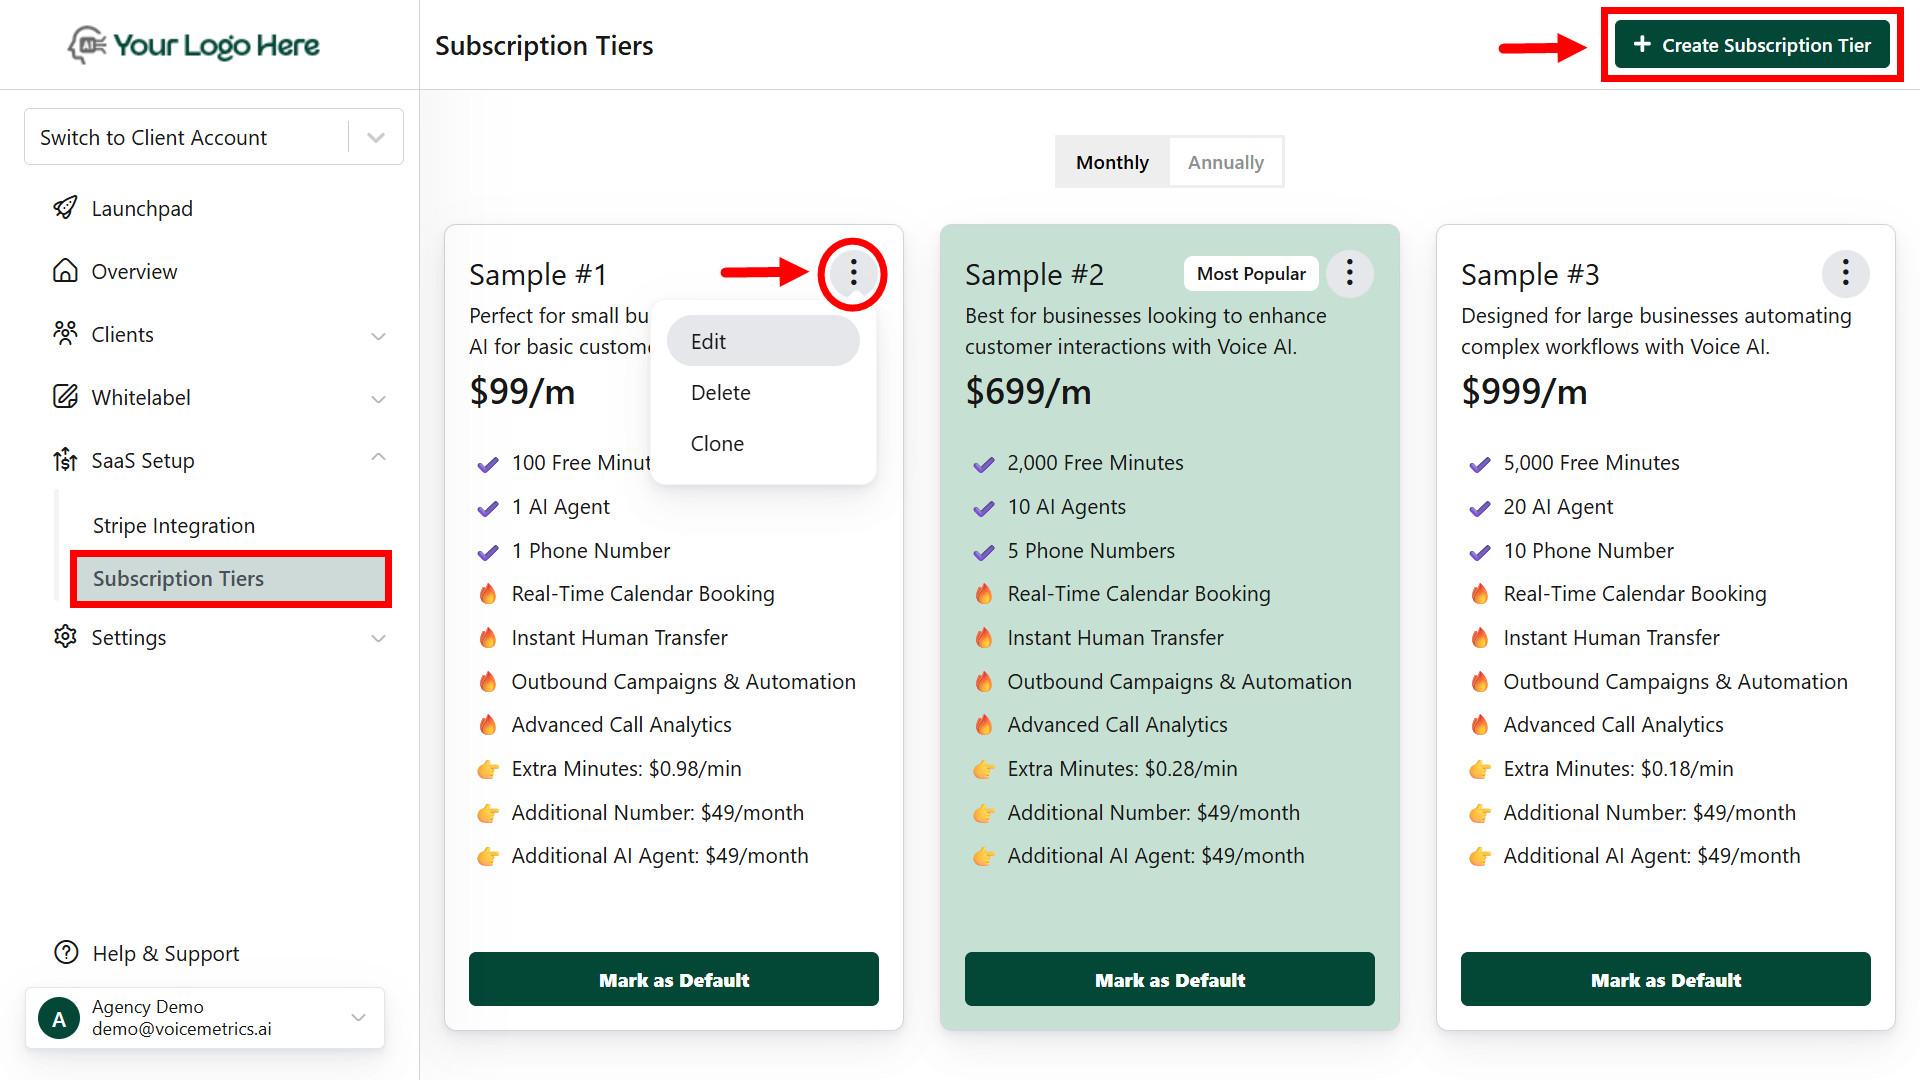 AI Your Logo Here
Subscription Tiers
+ Create Subscription Tier
Switch to Client Account
Monthly
Annually
Launchpad
Overview
Clients
Whitelabel
SaaS Setup
Stripe Integration
Subscription Tiers
Settings
Help & Support
A
Agency Demo
demo@voicemetrics.ai
Sample #1
Perfect for small bu
AI for basic custome
$99/m
Edit
Delete
Clone
100 Free Minut
1 AI Agent
1 Phone Number
Real-Time Calendar Booking
Instant Human Transfer
Outbound Campaigns & Automation
Advanced Call Analytics
Extra Minutes: $0.98/min
Additional Number: $49/month
Additional AI Agent: $49/month
Mark as Default
Sample #2
Most Popular
Best for businesses looking to enhance
customer interactions with Voice AI.
$699/m
2,000 Free Minutes
10 AI Agents
5 Phone Numbers
Real-Time Calendar Booking
Instant Human Transfer
Outbound Campaigns & Automation
Advanced Call Analytics
Extra Minutes: $0.28/min
Additional Number: $49/month
Additional AI Agent: $49/month
Mark as Default
Sample #3
Designed for large businesses automating
complex workflows with Voice AI.
$999/m
5,000 Free Minutes
20 AI Agent
10 Phone Number
Real-Time Calendar Booking
Instant Human Transfer
Outbound Campaigns & Automation
Advanced Call Analytics
Extra Minutes: $0.18/min
Additional Number: $49/month
Additional AI Agent: $49/month
Mark as Default